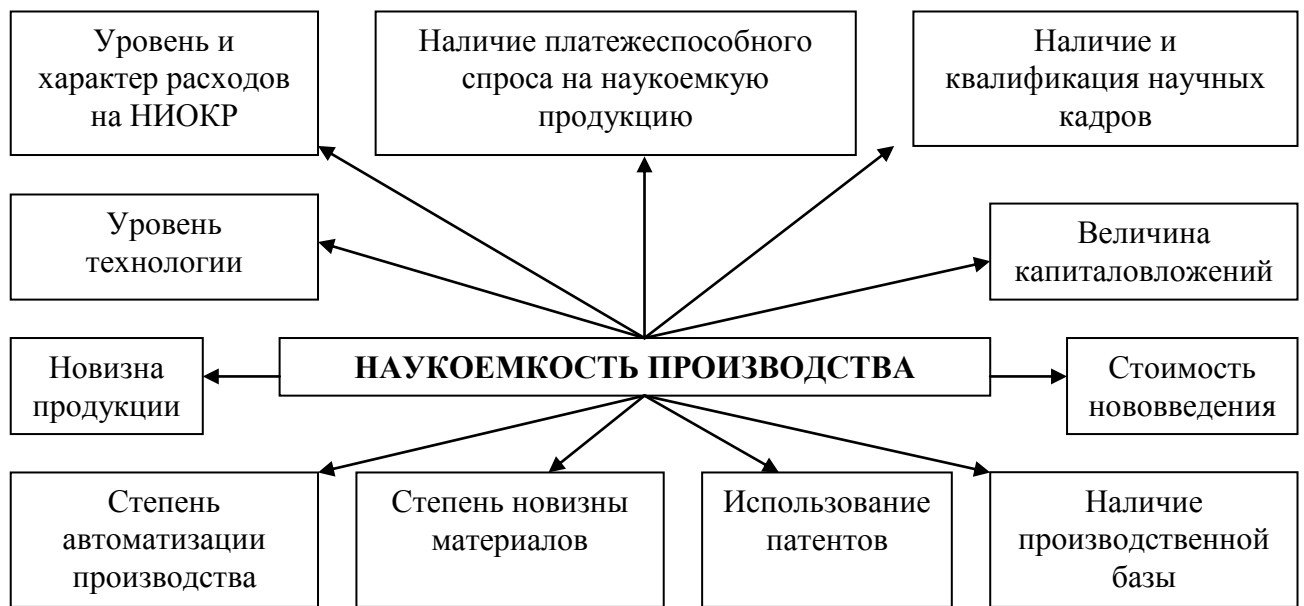 Уровень и
характер расходов
на НИОКР
Наличие платежеспособного
спроса на наукоемкую
продукцию
Наличие и
квалификация научных
кадров
Уровень
технологии
Величина
капиталовложений
Новизна
продукции
НАУКОЕМКОСТЬ ПРОИЗВОДСТВА
Стоимость
нововведения
Степень
автоматизации
производства
Степень новизны
материалов
Использование
патентов
Наличие
производственной
базы